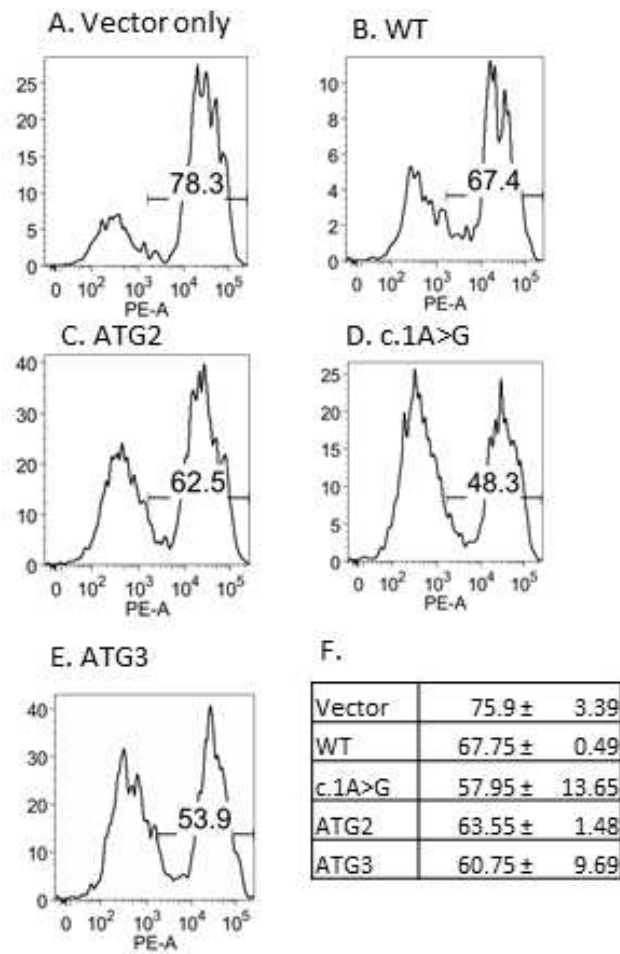 A. Vector only
25
20
15
10
5
0
78.3
0 10² 10³ 10⁴ 10⁵
PE-A
B. WT
10
8
6
4
2
0
67.4
0 10² 10³ 10⁴ 10⁵
PE-A
C. ATG2
40
30
20
10
0
62.5
0 10² 10³ 10⁴ 10⁵
PE-A
D. c.1A>G
25
20
15
10
5
0
48.3
0 10² 10³ 10⁴ 10⁵
PE-A
E. ATG3
40
30
20
10
0
53.9
0 10² 10³ 10⁴ 10⁵
PE-A
F.
Vector 75.9 ± 3.39
WT 67.75 ± 0.49
c.1A>G 57.95 ± 13.65
ATG2 63.55 ± 1.48
ATG3 60.75 ± 9.69